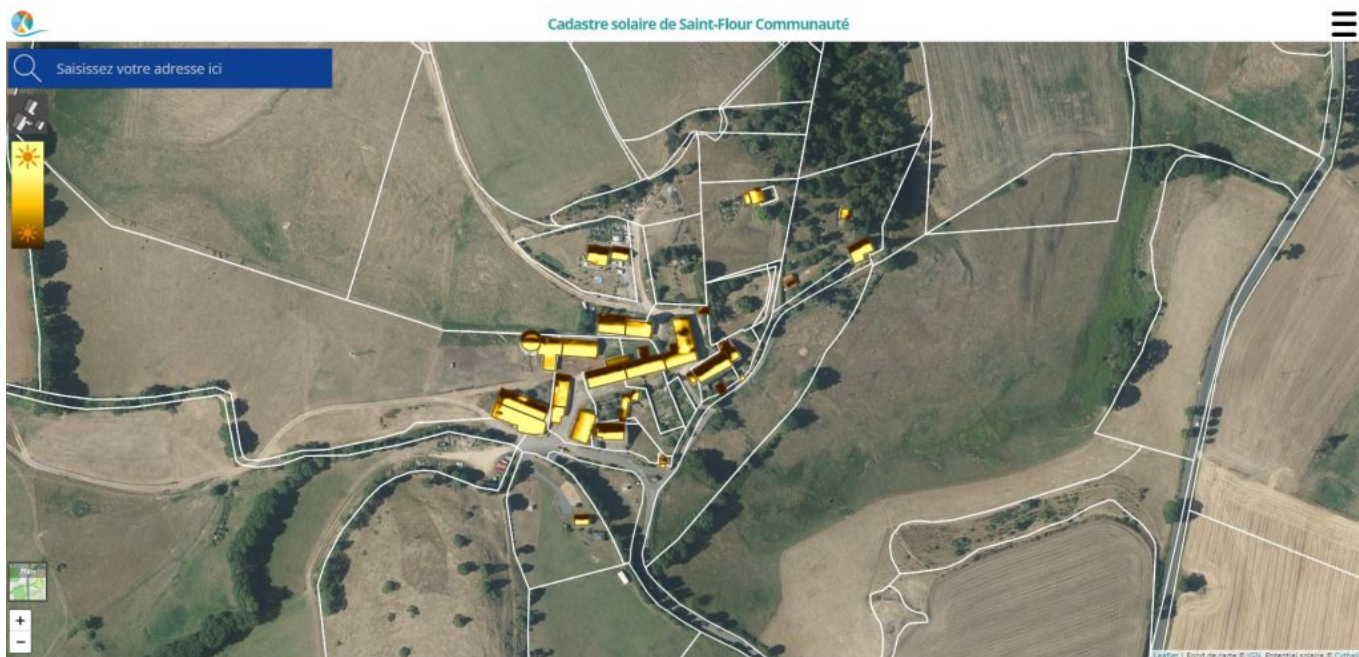 Cadastre solaire de Saint-Flour Communauté
Saisissez votre adresse ici
Plan
+
−
Leaflet | Fond de carte © IGN, Potentiel solaire © Cythelia